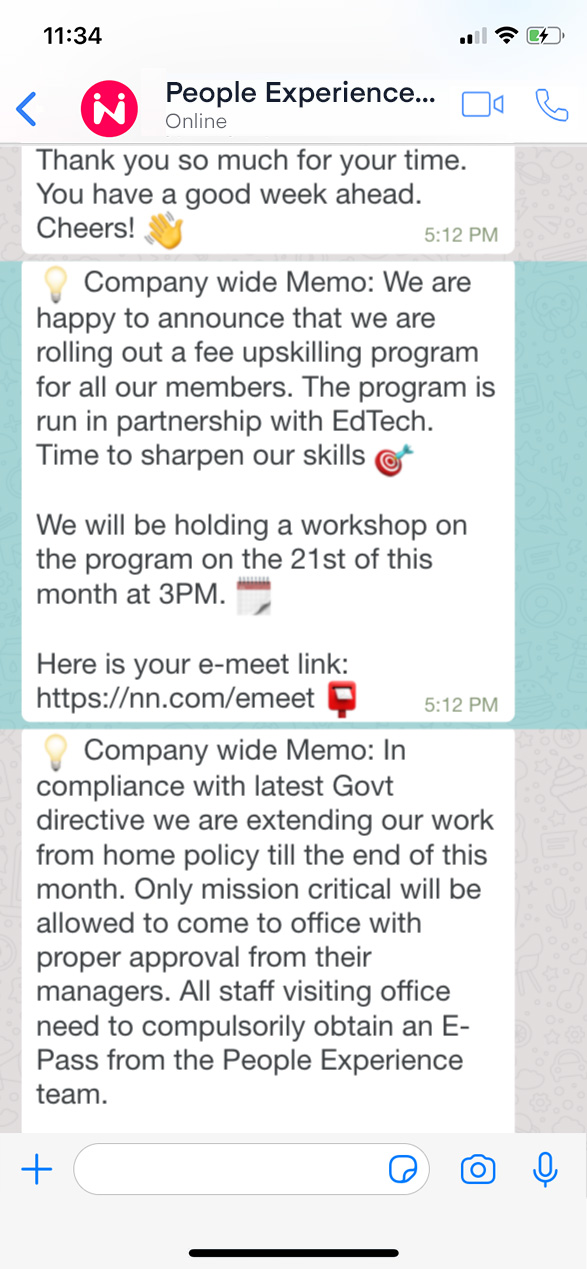 11:34
People Experience...
Online
Thank you so much for your time.
You have a good week ahead.
Cheers! 👋
5:12 PM
💡 Company wide Memo: We are
happy to announce that we are
rolling out a fee upskilling program
for all our members. The program is
run in partnership with EdTech.
Time to sharpen our skills 🎯
We will be holding a workshop on
the program on the 21st of this
month at 3PM. 📆
Here is your e-meet link:
https://nn.com/emeet 📮
5:12 PM
💡 Company wide Memo: In
compliance with latest Govt
directive we are extending our work
from home policy till the end of this
month. Only mission critical will be
allowed to come to office with
proper approval from their
managers. All staff visiting office
need to compulsorily obtain an E-
Pass from the People Experience
team.